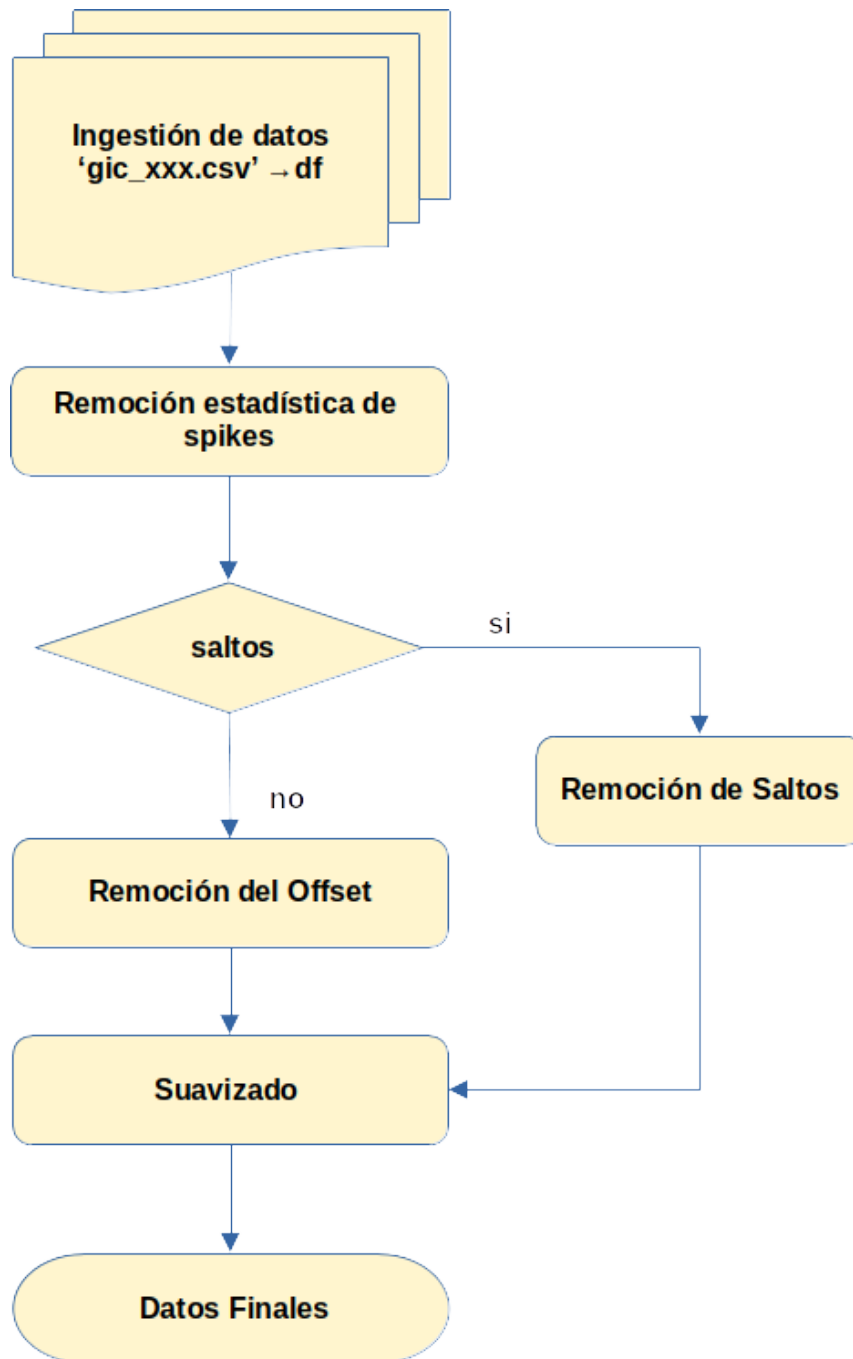 Ingestión de datos
‘gic_xxx.csv’ →df
Remoción estadística de
spikes
saltos
si
no
Remoción de Saltos
Remoción del Offset
Suavizado
Datos Finales